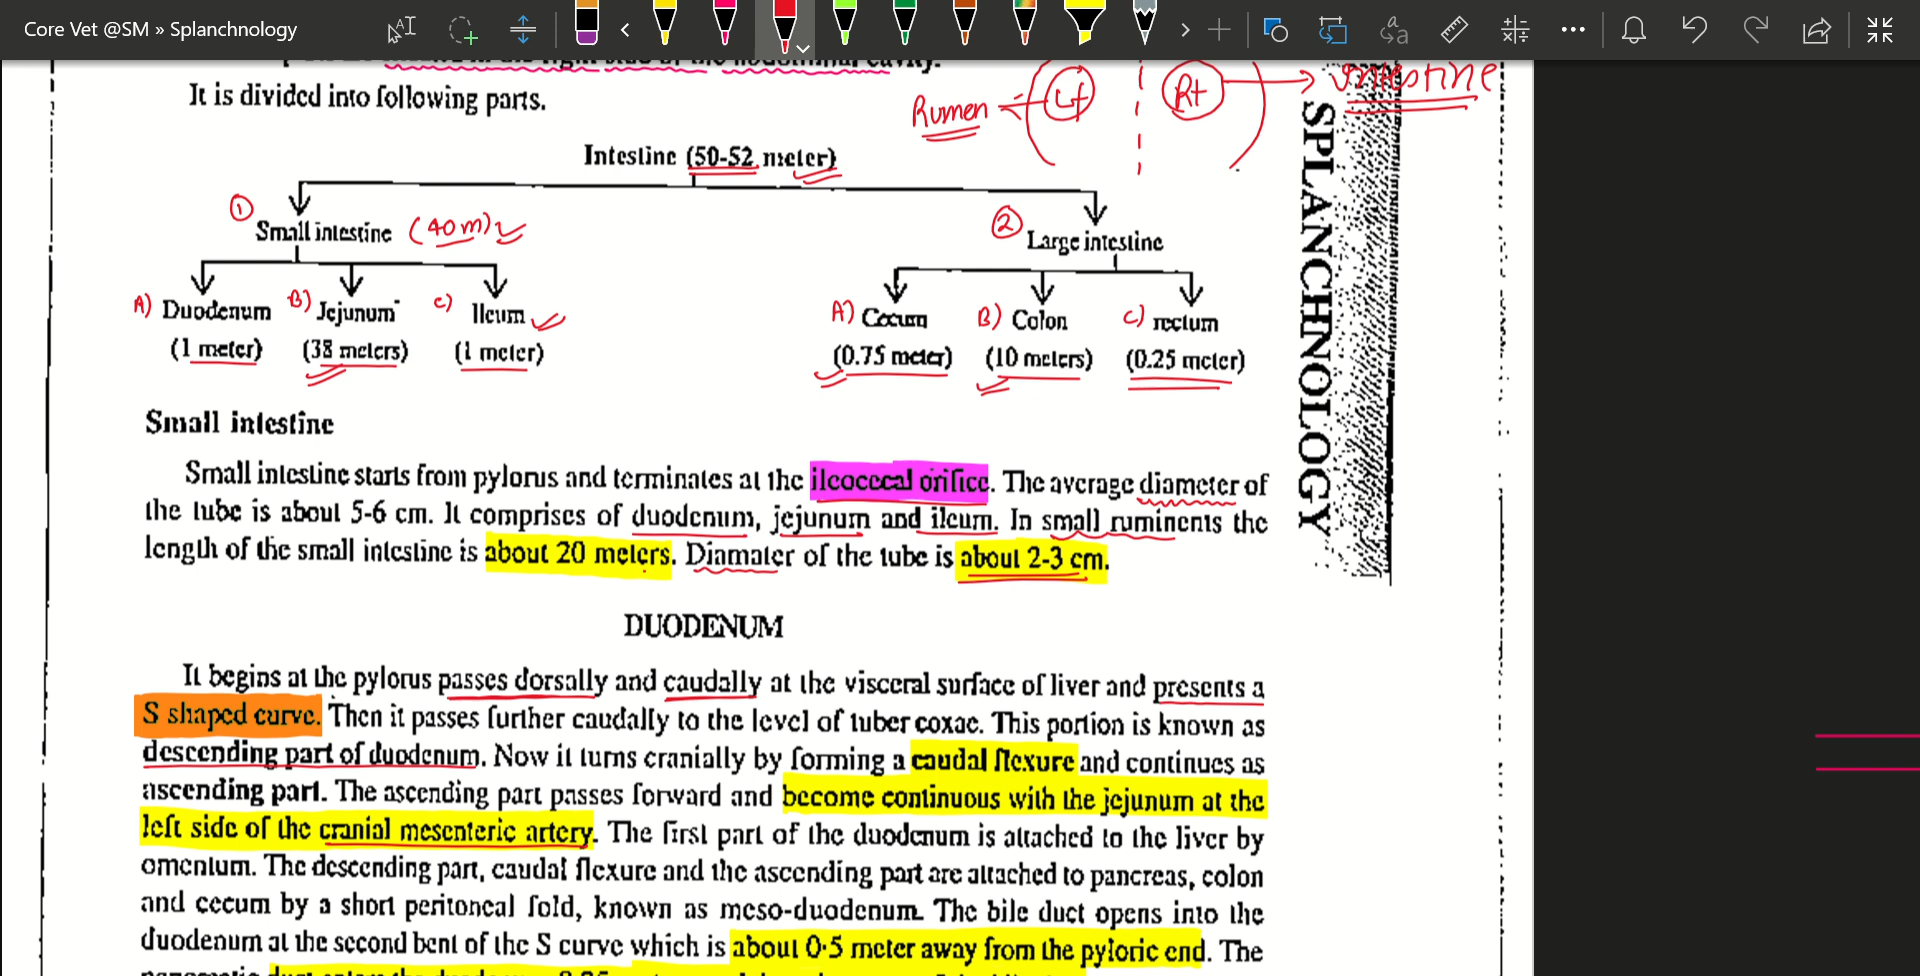 Core Vet @SM » Splanchnology
It is divided into following parts.
Rumen
Lf
Rt
Intestine
Intestine (50-52 meter)
① Small intestine (40m)
② Large intestine
A) Duodenum B) Jejunum C) Ileum
(1 meter) (38 meters) (1 meter)
A) Cecum B) Colon C) rectum
(0.75 meter) (10 meters) (0.25 meter)
SPLANCHNOLOGY
Small intestine
Small intestine starts from pylorus and terminates at the ileocecal orifice. The average diameter of
the tube is about 5-6 cm. It comprises of duodenum, jejunum and ileum. In small ruminents the
length of the small intestine is about 20 meters. Diamater of the tube is about 2-3 cm.
DUODENUM
It begins at the pylorus passes dorsally and caudally at the visceral surface of liver and presents a
S shaped curve. Then it passes further caudally to the level of tuber coxae. This portion is known as
descending part of duodenum. Now it turns cranially by forming a caudal flexure and continues as
ascending part. The ascending part passes forward and become continuous with the jejunum at the
left side of the cranial mesenteric artery. The first part of the duodenum is attached to the liver by
omentum. The descending part, caudal flexure and the ascending part are attached to pancreas, colon
and cecum by a short peritoneal fold, known as meso-duodenum. The bile duct opens into the
duodenum at the second bent of the S curve which is about 0·5 meter away from the pyloric end. The